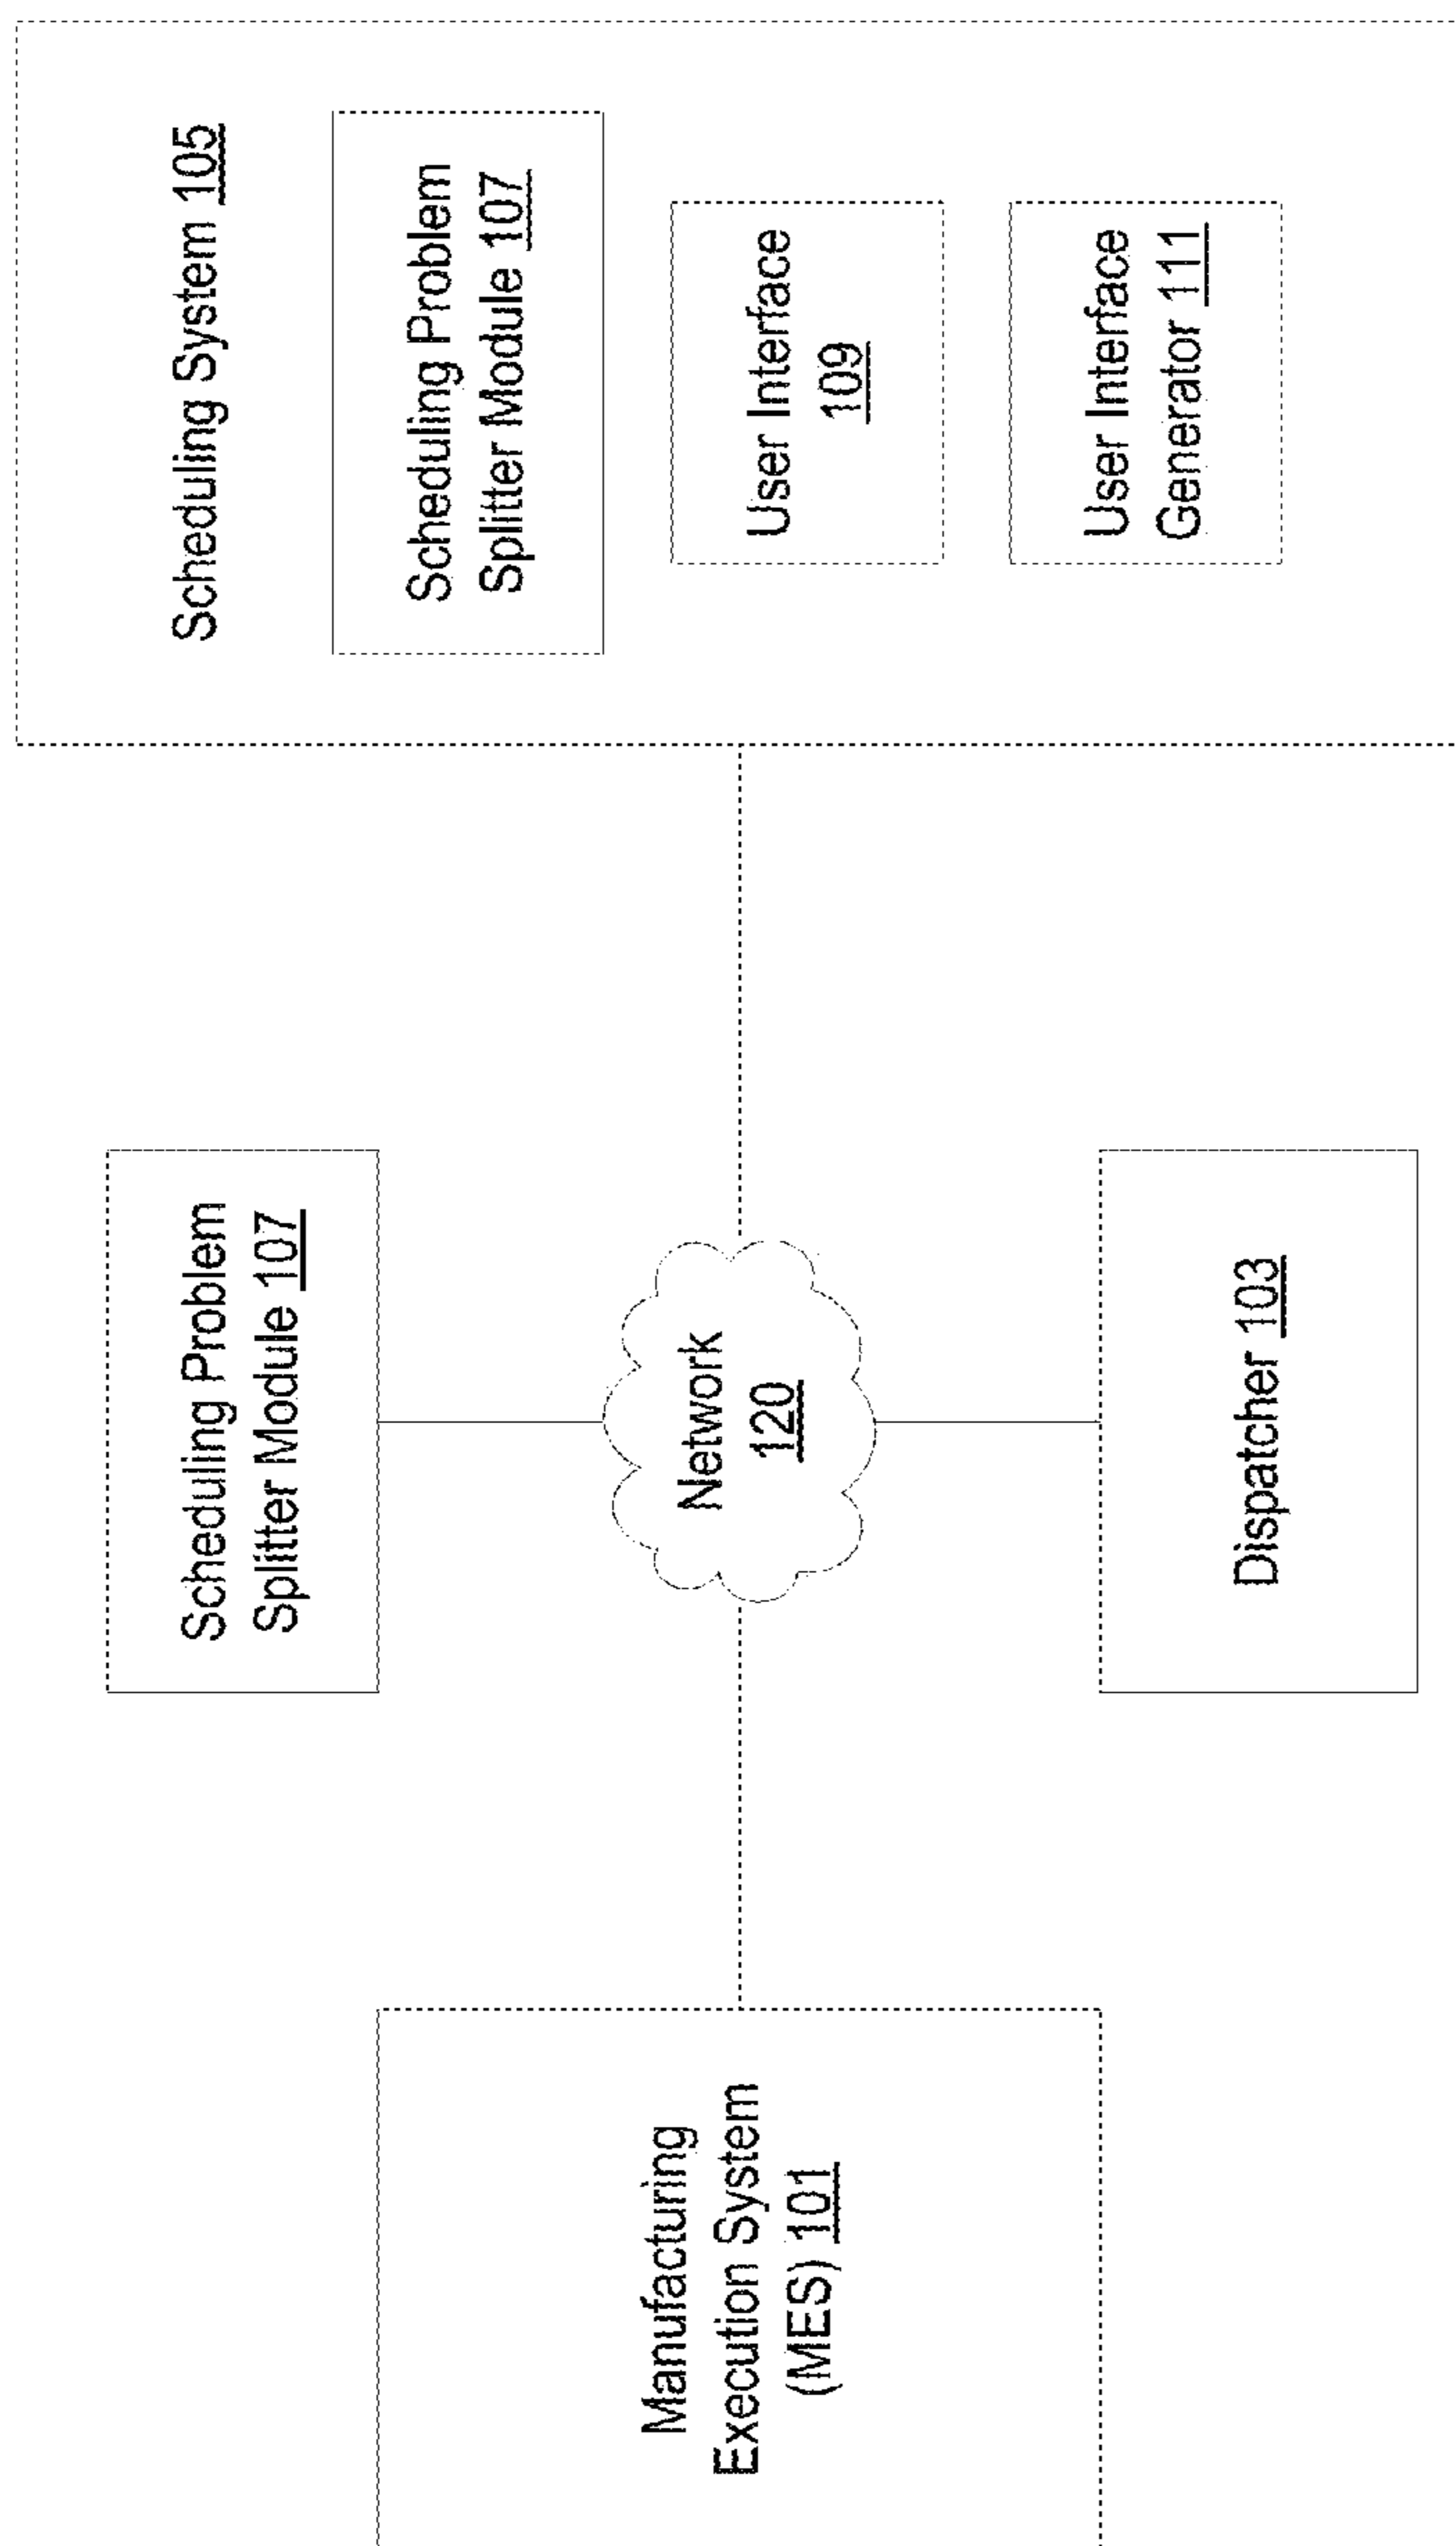 Scheduling System 105
Scheduling Problem
Splitter Module 107
User Interface
109
User Interface
Generator 111
Scheduling Problem
Splitter Module 107
Network
120
Dispatcher 103
Manufacturing
Execution System
(MES) 101